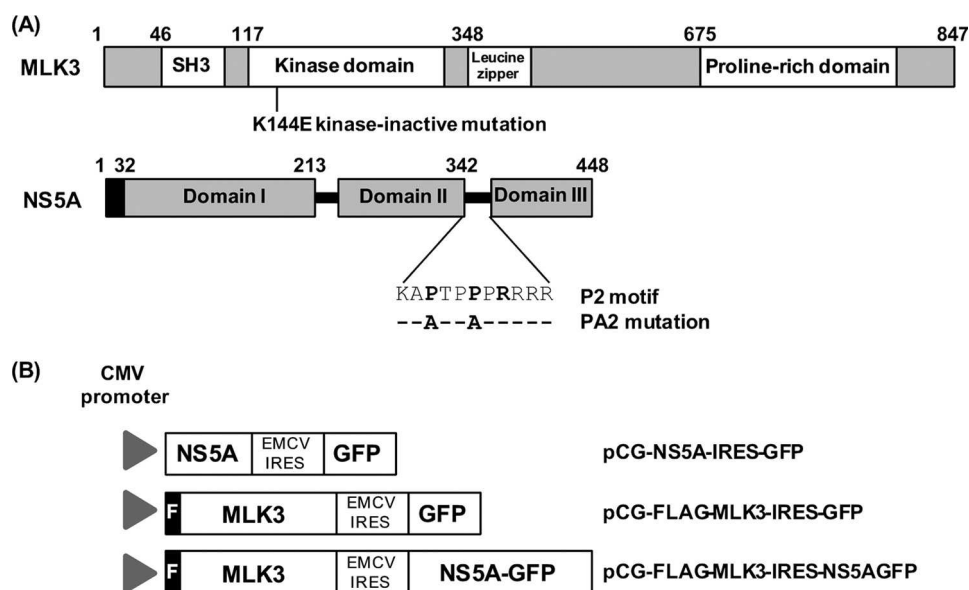 (A)
1 46 117 348 675 847
MLK3 SH3 Kinase domain Leucine zipper Proline-rich domain
K144E kinase-inactive mutation
1 32 213 342 448
NS5A Domain I Domain II Domain III
KAPTPPPRRRR P2 motif
--A--A----- PA2 mutation
(B)
CMV
promoter
NS5A EMCV IRES GFP pCG-NS5A-IRES-GFP
F MLK3 EMCV IRES GFP pCG-FLAG-MLK3-IRES-GFP
F MLK3 EMCV IRES NS5A-GFP pCG-FLAG-MLK3-IRES-NS5AGFP